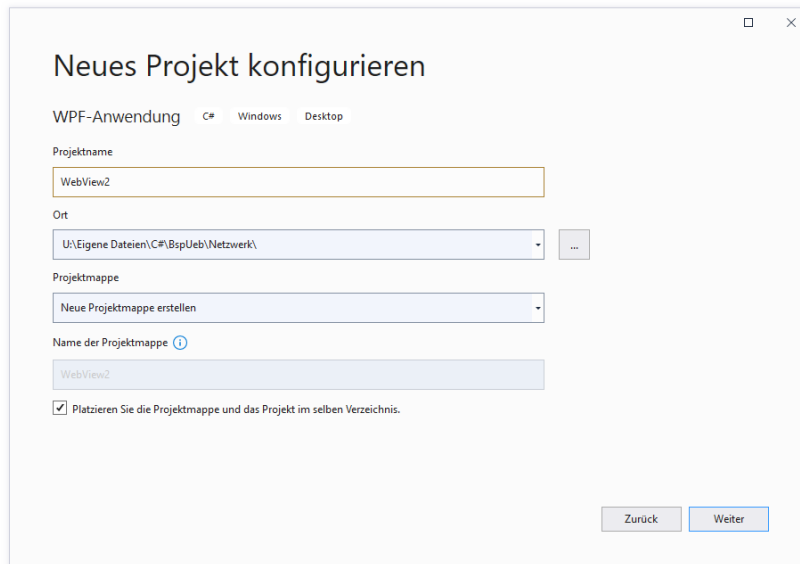 Neues Projekt konfigurieren
WPF-Anwendung C# Windows Desktop
Projektname
WebView2
Ort
U:\Eigene Dateien\C#\BspUeb\Netzwerk\
...
Projektmappe
Neue Projektmappe erstellen
Name der Projektmappe
WebView2
Platzieren Sie die Projektmappe und das Projekt im selben Verzeichnis.
Zurück Weiter